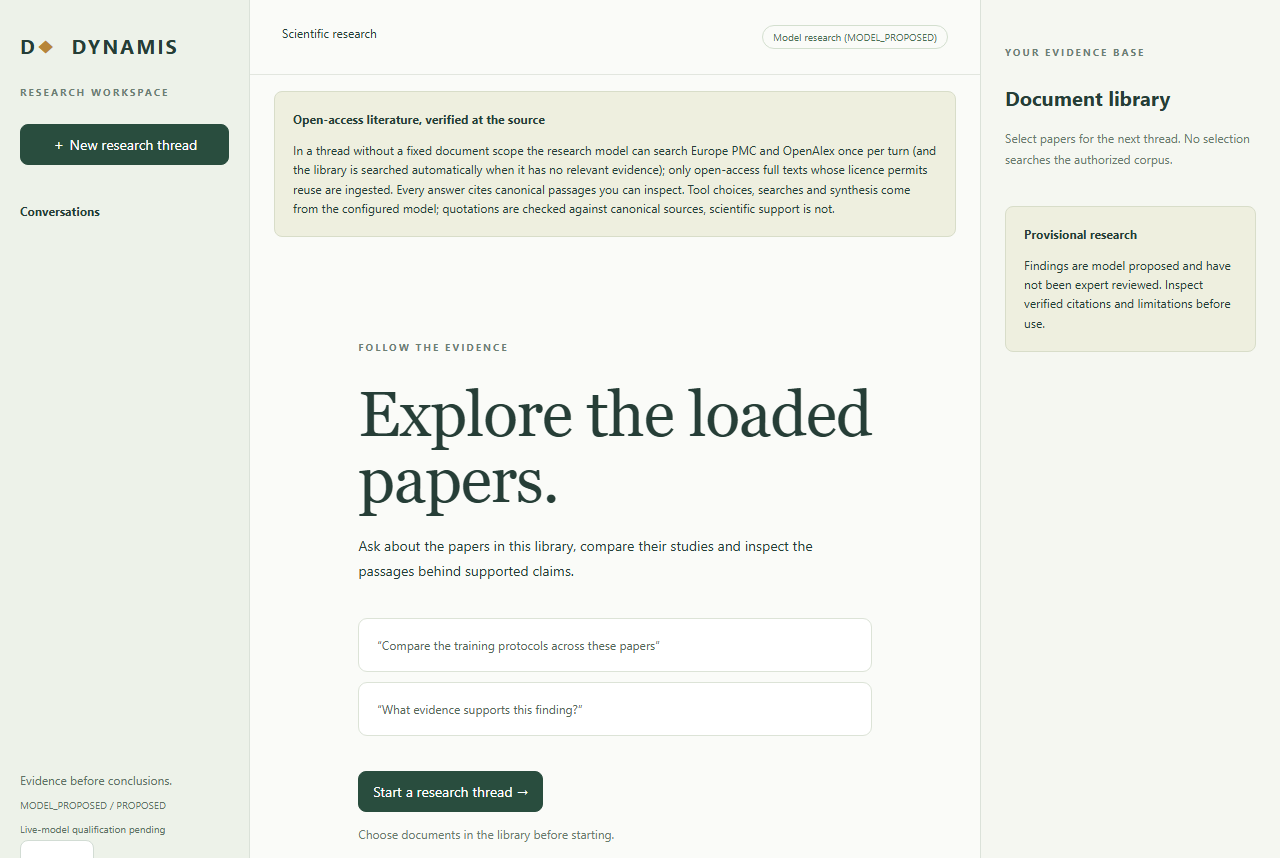 D◆ DYNAMIS
RESEARCH WORKSPACE
+ New research thread
Conversations
Evidence before conclusions.
MODEL_PROPOSED / PROPOSED
Live-model qualification pending
Scientific research
Model research (MODEL_PROPOSED)
Open-access literature, verified at the source
In a thread without a fixed document scope the research model can search Europe PMC and OpenAlex once per turn (and
the library is searched automatically when it has no relevant evidence); only open-access full texts whose licence permits
reuse are ingested. Every answer cites canonical passages you can inspect. Tool choices, searches and synthesis come
from the configured model; quotations are checked against canonical sources, scientific support is not.
FOLLOW THE EVIDENCE
Explore the loaded
papers.
Ask about the papers in this library, compare their studies and inspect the
passages behind supported claims.
“Compare the training protocols across these papers”
“What evidence supports this finding?”
Start a research thread →
Choose documents in the library before starting.
YOUR EVIDENCE BASE
Document library
Select papers for the next thread. No selection
searches the authorized corpus.
Provisional research
Findings are model proposed and have
not been expert reviewed. Inspect
verified citations and limitations before
use.